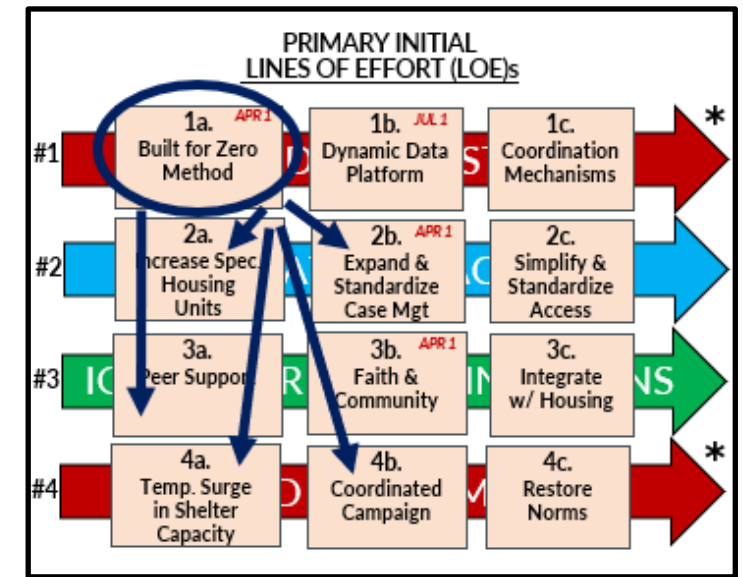 PRIMARY INITIAL
LINES OF EFFORT (LOE)s
*
#1
1a. APR 1
Built for Zero
Method
1b. JUL 1
Dynamic Data
Platform
1c.
Coordination
Mechanisms
#2
2a.
Increase Spec.
Housing
Units
2b. APR 1
Expand &
Standardize
Case Mgt
2c.
Simplify &
Standardize
Access
#3
3a.
Peer Support
3b. APR 1
Faith &
Community
3c.
Integrate
w/ Housing
*
#4
4a.
Temp. Surge
in Shelter
Capacity
4b.
Coordinated
Campaign
4c.
Restore
Norms